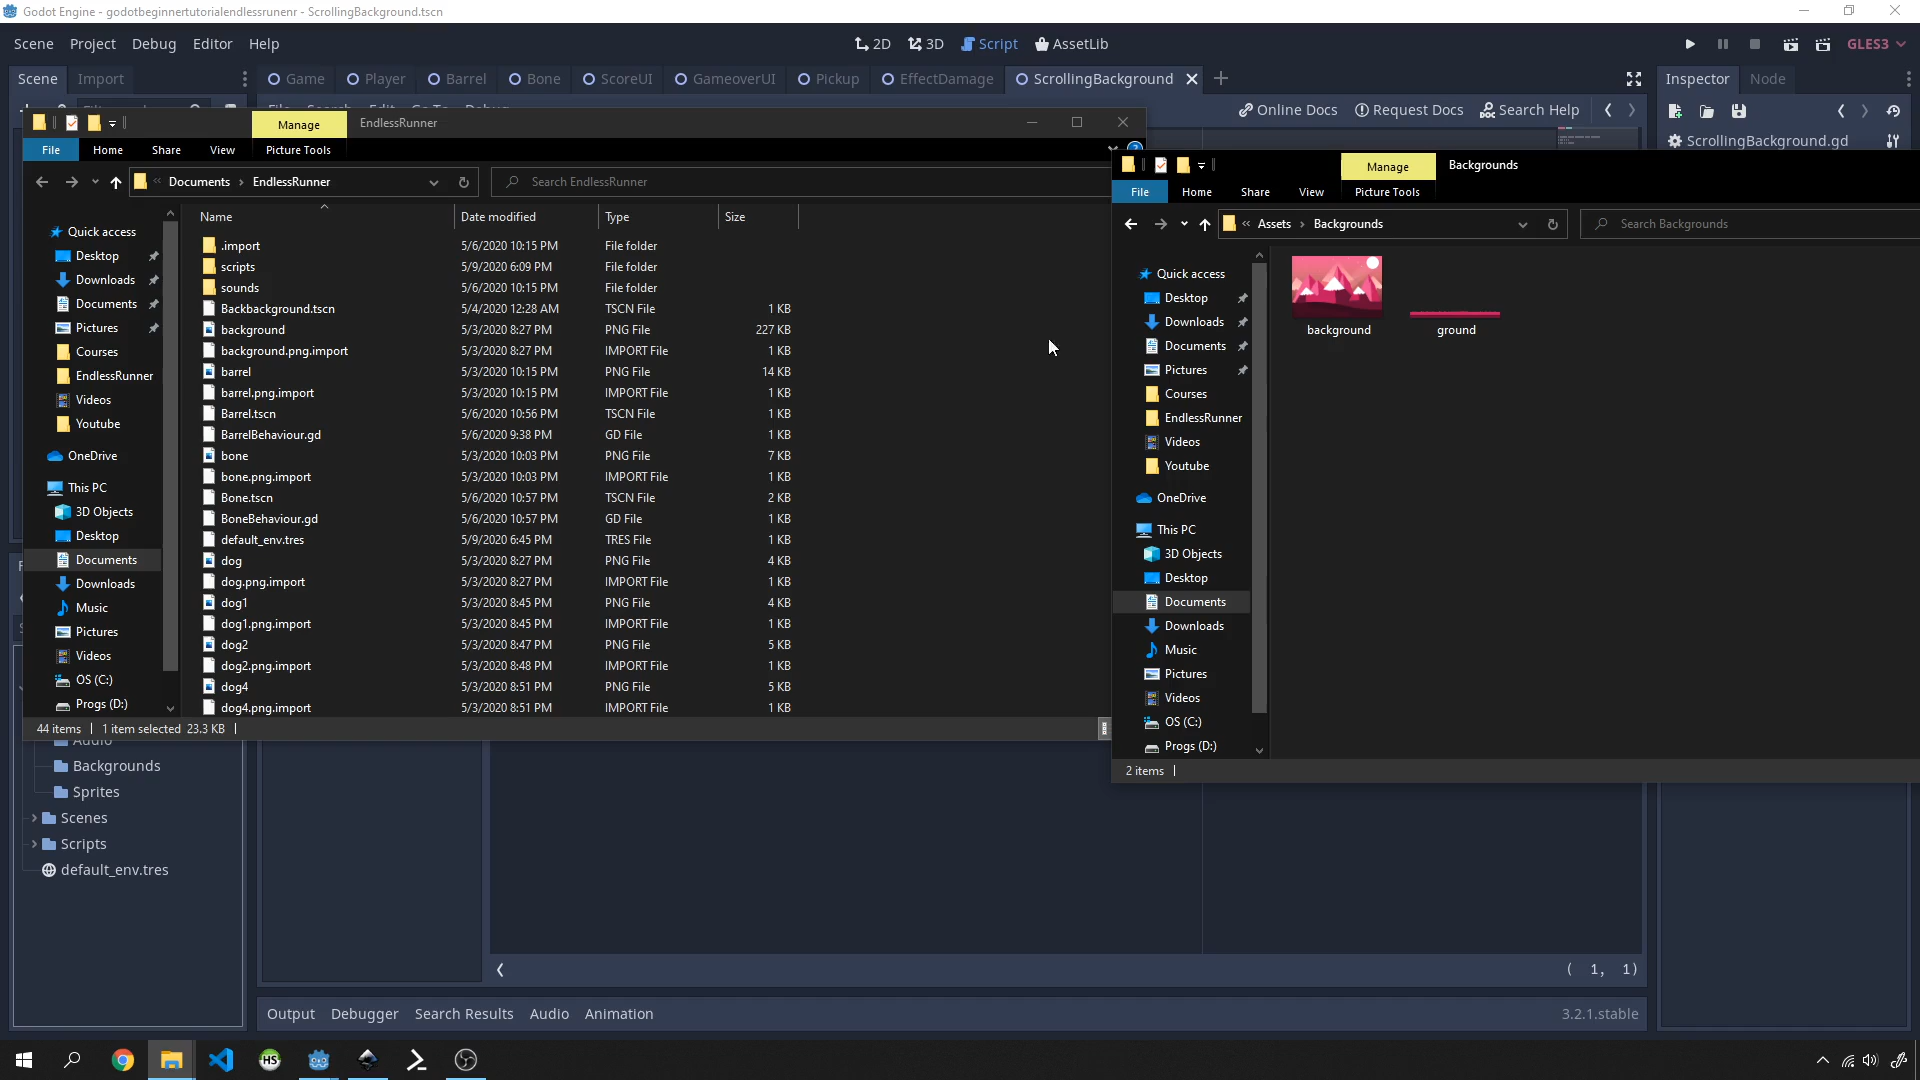 Godot Engine - godotbeginnertutorialendlessrunenr - ScrollingBackground.tscn
Scene Project Debug Editor Help
2D 3D Script AssetLib
GLES3
Scene Import
Game Player Barrel Bone ScoreUI GameoverUI Pickup EffectDamage ScrollingBackground
Inspector Node
Online Docs Request Docs Search Help
ScrollingBackground.gd
Manage EndlessRunner
File Home Share View Picture Tools
Documents EndlessRunner
Search EndlessRunner
Quick access
Desktop
Downloads
Documents
Pictures
Courses
EndlessRunner
Videos
Youtube
OneDrive
This PC
3D Objects
Desktop
Documents
Downloads
Music
Pictures
Videos
OS (C:)
Progs (D:)
Name Date modified Type Size
.import 5/6/2020 10:15 PM File folder
scripts 5/9/2020 6:09 PM File folder
sounds 5/6/2020 10:15 PM File folder
Backbackground.tscn 5/4/2020 12:28 AM TSCN File 1 KB
background 5/3/2020 8:27 PM PNG File 227 KB
background.png.import 5/3/2020 8:27 PM IMPORT File 1 KB
barrel 5/3/2020 10:15 PM PNG File 14 KB
barrel.png.import 5/3/2020 10:15 PM IMPORT File 1 KB
Barrel.tscn 5/6/2020 10:56 PM TSCN File 1 KB
BarrelBehaviour.gd 5/6/2020 9:38 PM GD File 1 KB
bone 5/3/2020 10:03 PM PNG File 7 KB
bone.png.import 5/3/2020 10:03 PM IMPORT File 1 KB
Bone.tscn 5/6/2020 10:57 PM TSCN File 2 KB
BoneBehaviour.gd 5/6/2020 10:57 PM GD File 1 KB
default_env.tres 5/9/2020 6:45 PM TRES File 1 KB
dog 5/3/2020 8:27 PM PNG File 4 KB
dog.png.import 5/3/2020 8:27 PM IMPORT File 1 KB
dog1 5/3/2020 8:45 PM PNG File 4 KB
dog1.png.import 5/3/2020 8:45 PM IMPORT File 1 KB
dog2 5/3/2020 8:47 PM PNG File 5 KB
dog2.png.import 5/3/2020 8:48 PM IMPORT File 1 KB
dog4 5/3/2020 8:51 PM PNG File 5 KB
dog4.png.import 5/3/2020 8:51 PM IMPORT File 1 KB
44 items 1 item selected 23.3 KB
Manage Backgrounds
File Home Share View Picture Tools
Assets Backgrounds
Search Backgrounds
Quick access
Desktop
Downloads
Documents
Pictures
Courses
EndlessRunner
Videos
Youtube
OneDrive
This PC
3D Objects
Desktop
Documents
Downloads
Music
Pictures
Videos
OS (C:)
Progs (D:)
background ground
2 items
Audio
Backgrounds
Sprites
Scenes
Scripts
default_env.tres
( 1, 1)
Output Debugger Search Results Audio Animation
3.2.1.stable
HS